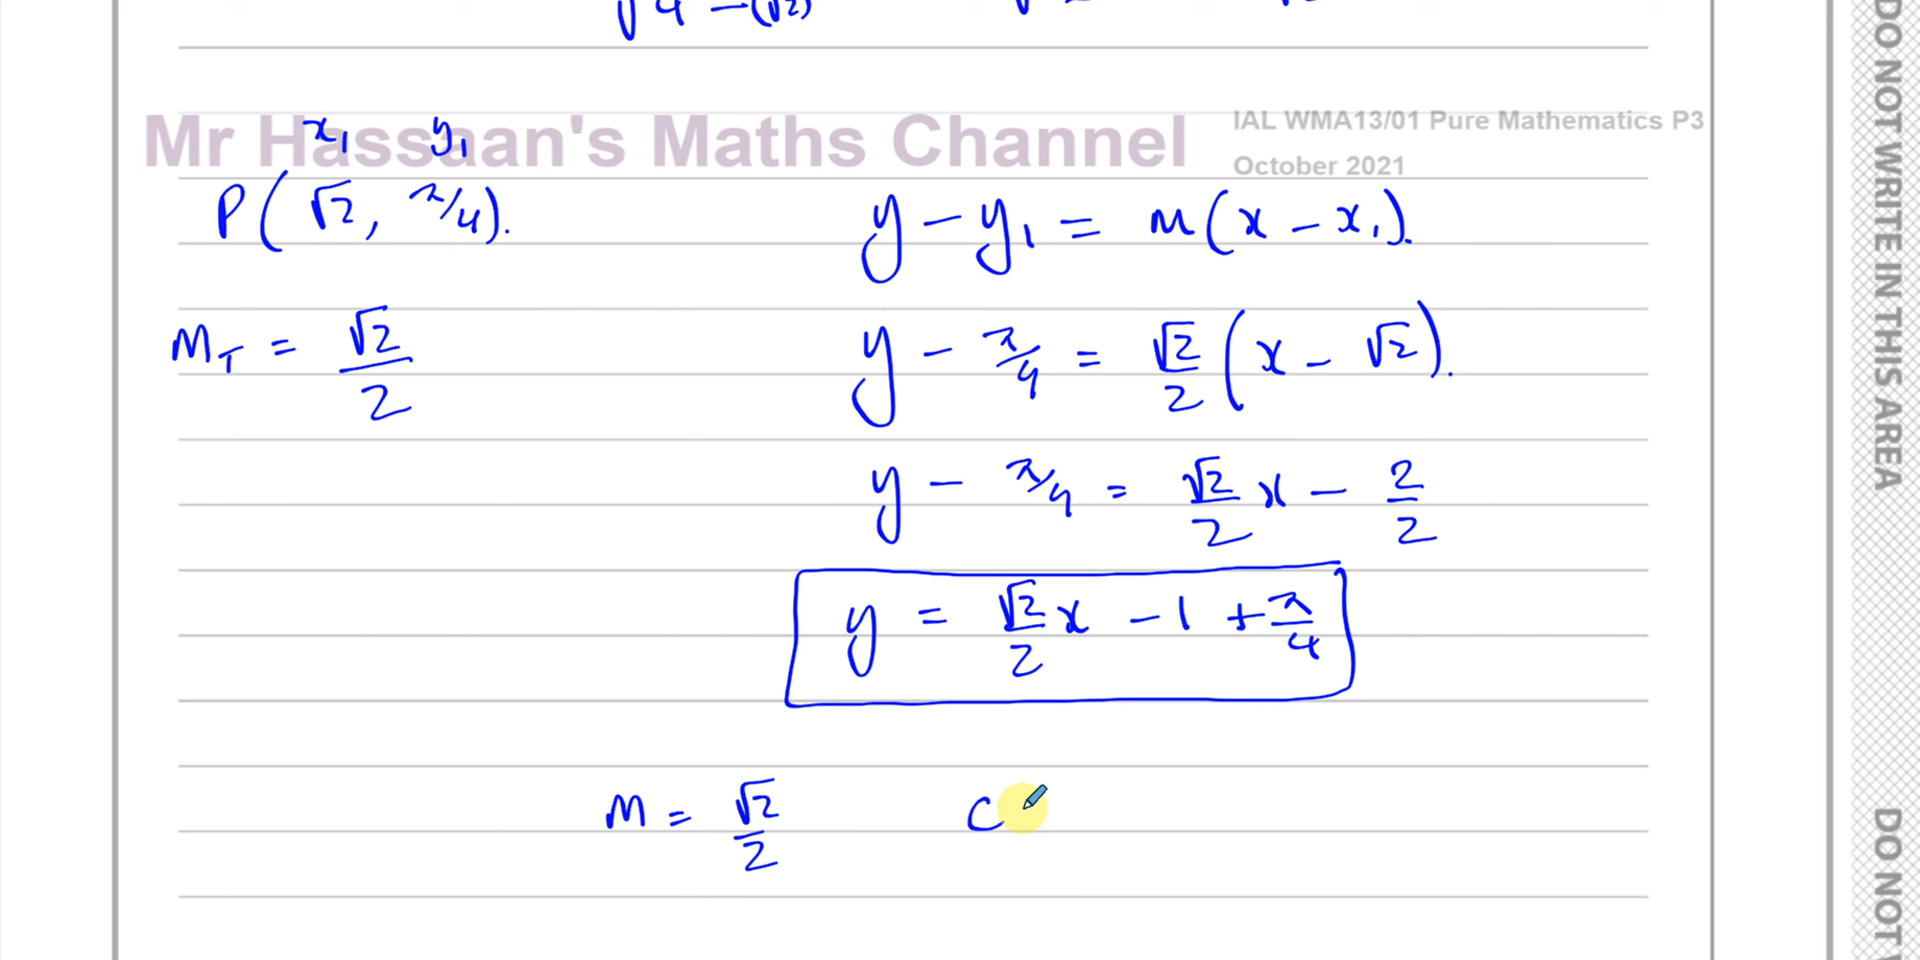 √4 - (√2)
Mr Hassaan's Maths Channel
IAL WMA13/01 Pure Mathematics P3
October 2021
x₁ y₁
P(√2, π/4).
y - y₁ = m(x - x₁).
M_T = √2/2
y - π/4 = √2/2 (x - √2).
y - π/4 = √2/2 x - 2/2
y = √2/2 x - 1 + π/4
M = √2/2 C
DO NOT WRITE IN THIS AREA
DO NOT